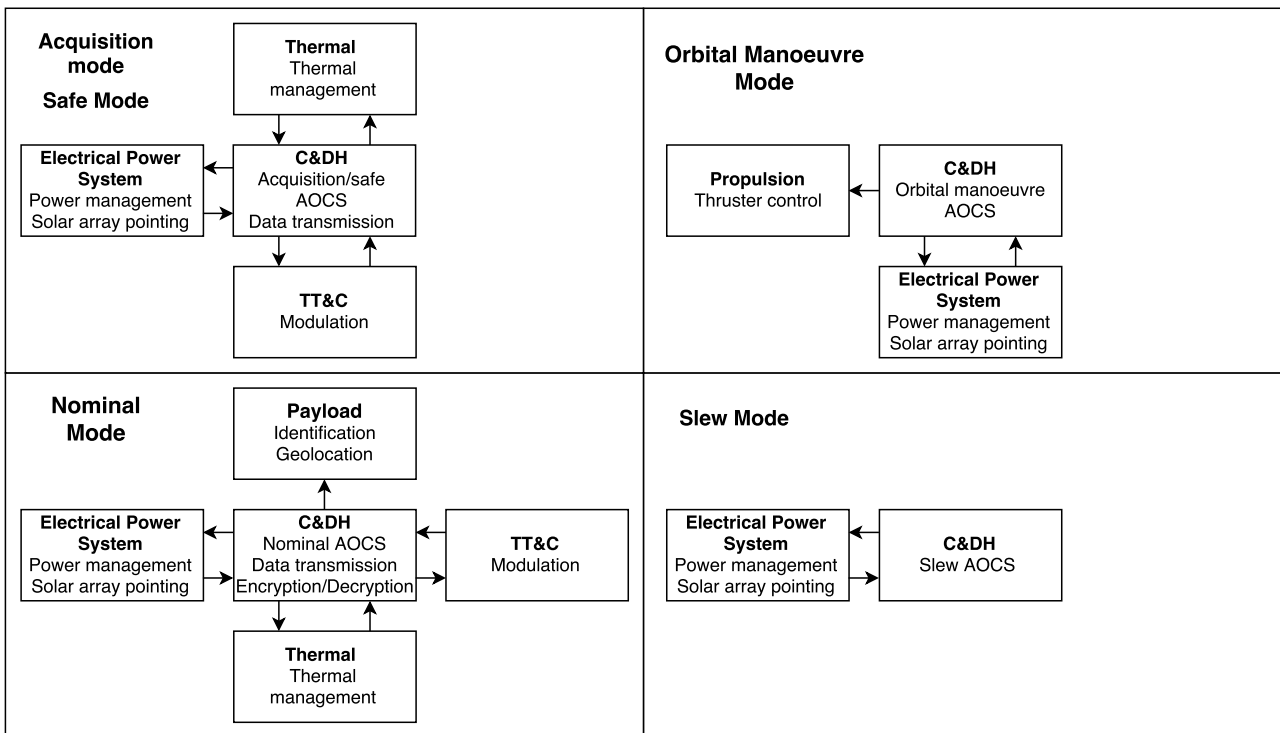 Acquisition
mode
Safe Mode
Thermal
Thermal
management
Electrical Power
System
Power management
Solar array pointing
C&DH
Acquisition/safe
AOCS
Data transmission
TT&C
Modulation
Orbital Manoeuvre
Mode
Propulsion
Thruster control
C&DH
Orbital manoeuvre
AOCS
Electrical Power
System
Power management
Solar array pointing
Nominal
Mode
Payload
Identification
Geolocation
Electrical Power
System
Power management
Solar array pointing
C&DH
Nominal AOCS
Data transmission
Encryption/Decryption
TT&C
Modulation
Thermal
Thermal
management
Slew Mode
Electrical Power
System
Power management
Solar array pointing
C&DH
Slew AOCS